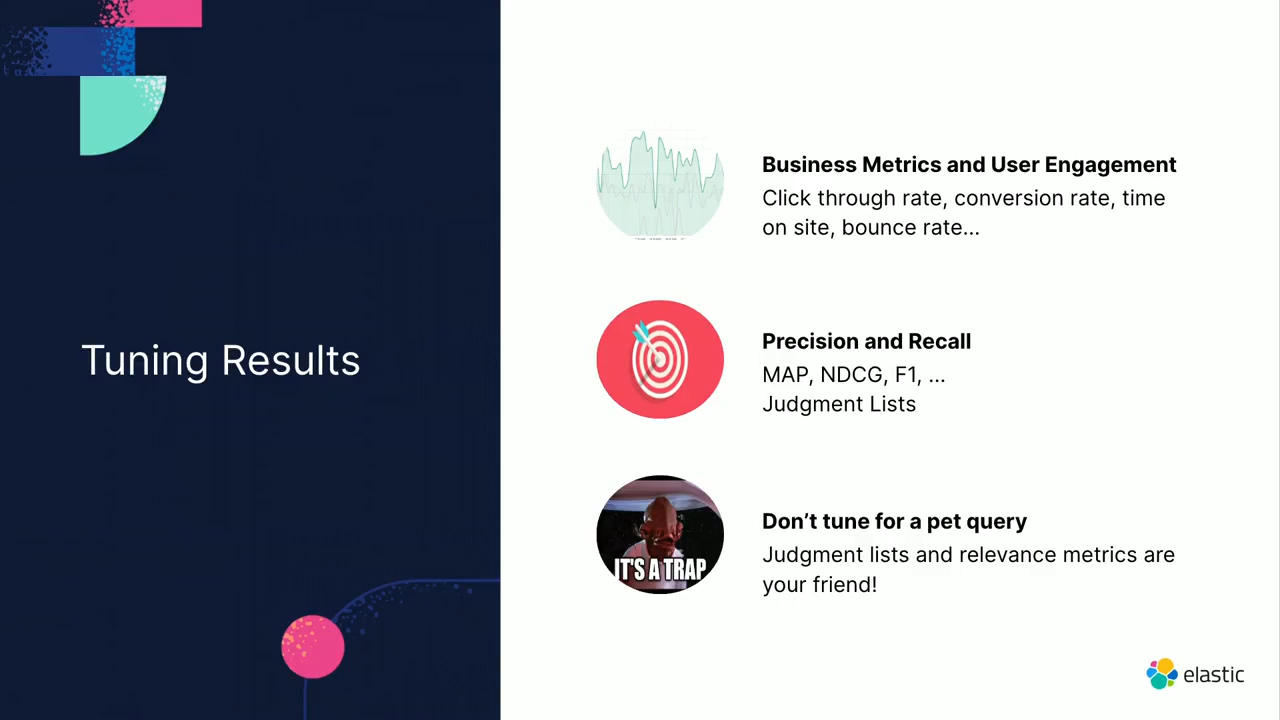 Tuning Results
Business Metrics and User Engagement
Click through rate, conversion rate, time
on site, bounce rate...
Precision and Recall
MAP, NDCG, F1, ...
Judgment Lists
IT'S A TRAP
Don’t tune for a pet query
Judgment lists and relevance metrics are
your friend!
elastic